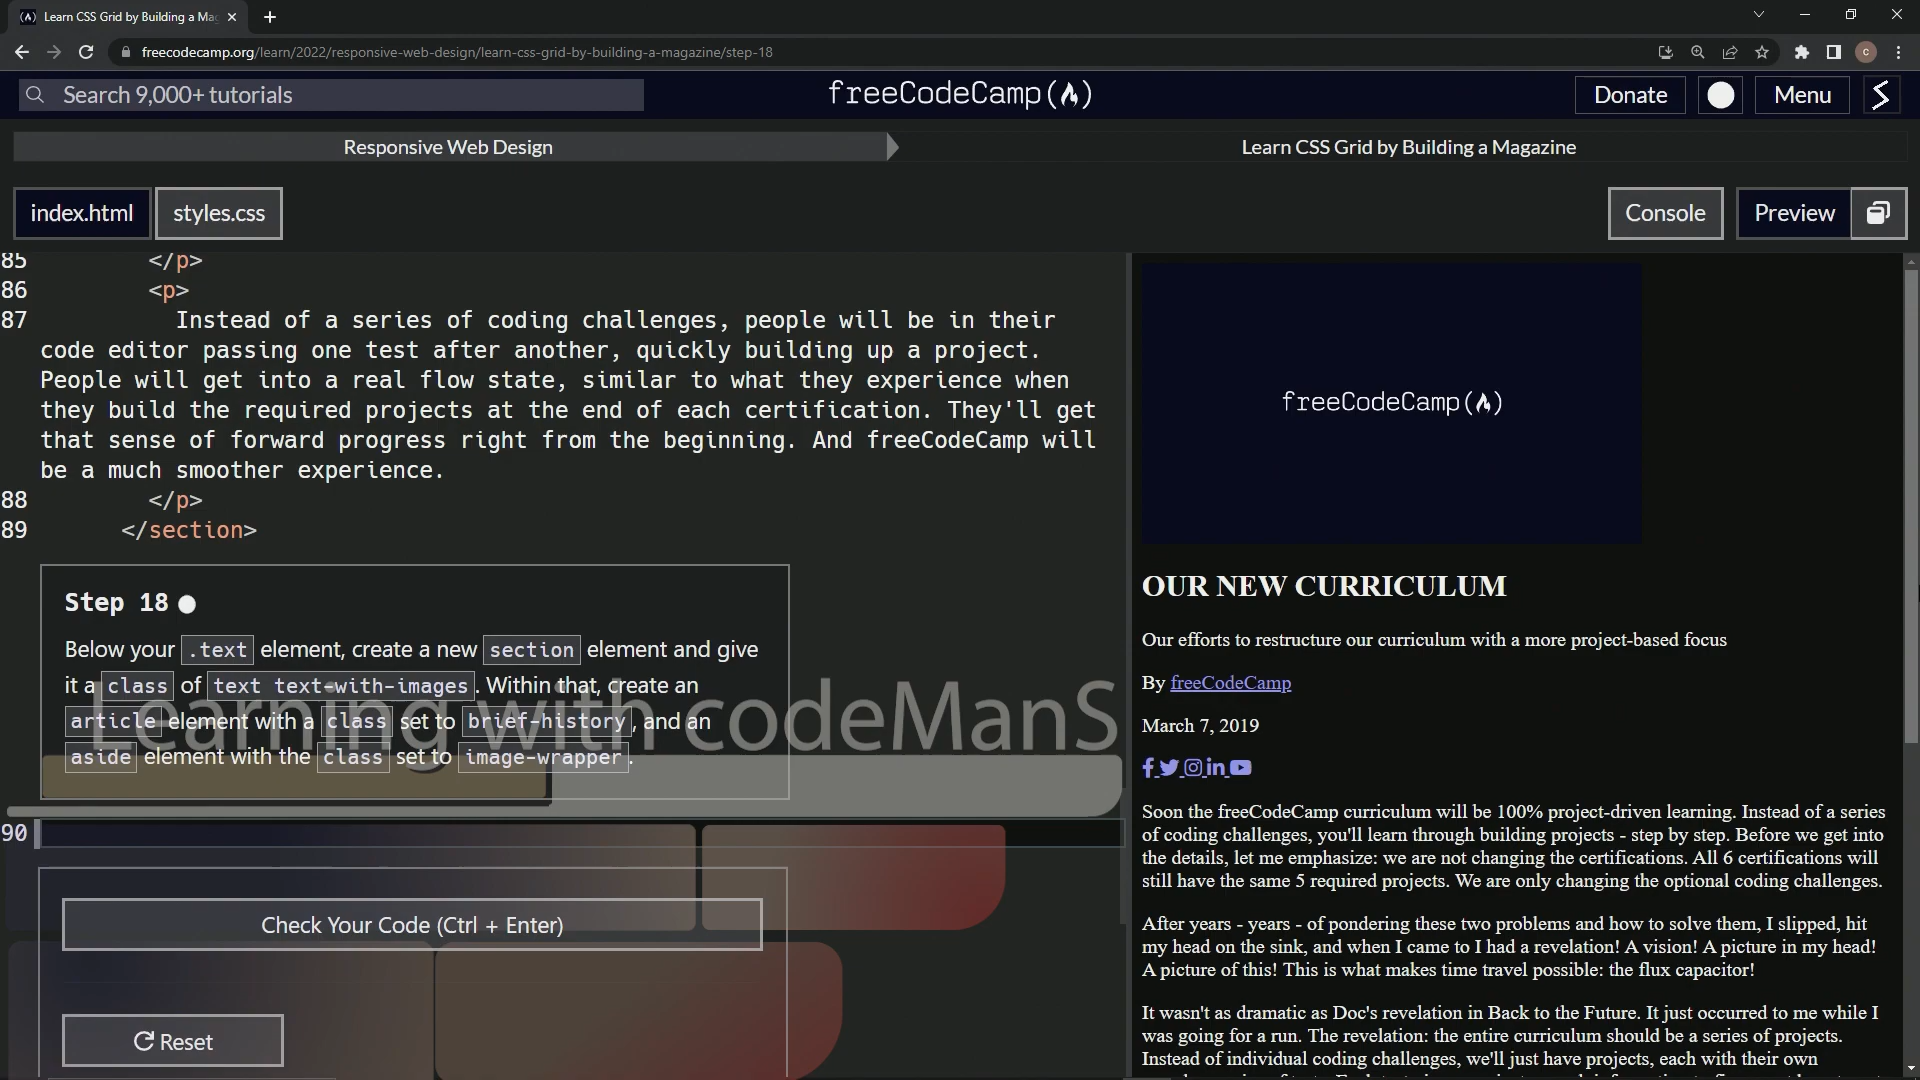 Learn CSS Grid by Building a Mag
freecodecamp.org/learn/2022/responsive-web-design/learn-css-grid-by-building-a-magazine/step-18
c
Search 9,000+ tutorials
freeCodeCamp
Donate
Menu
Responsive Web Design
Learn CSS Grid by Building a Magazine
index.html
styles.css
Console
Preview
85 </p>
86 <p>
87 Instead of a series of coding challenges, people will be in their
code editor passing one test after another, quickly building up a project.
People will get into a real flow state, similar to what they experience when
they build the required projects at the end of each certification. They'll get
that sense of forward progress right from the beginning. And freeCodeCamp will
be a much smoother experience.
88 </p>
89 </section>
Step 18
Below your .text element, create a new section element and give
it a class of text text-with-images. Within that, create an
article element with a class set to brief-history, and an
aside element with the class set to image-wrapper.
Learning with codeManS
90
Check Your Code (Ctrl + Enter)
Reset
freeCodeCamp
OUR NEW CURRICULUM
Our efforts to restructure our curriculum with a more project-based focus
By freeCodeCamp
March 7, 2019
Soon the freeCodeCamp curriculum will be 100% project-driven learning. Instead of a series
of coding challenges, you'll learn through building projects - step by step. Before we get into
the details, let me emphasize: we are not changing the certifications. All 6 certifications will
still have the same 5 required projects. We are only changing the optional coding challenges.
After years - years - of pondering these two problems and how to solve them, I slipped, hit
my head on the sink, and when I came to I had a revelation! A vision! A picture in my head!
A picture of this! This is what makes time travel possible: the flux capacitor!
It wasn't as dramatic as Doc's revelation in Back to the Future. It just occurred to me while I
was going for a run. The revelation: the entire curriculum should be a series of projects.
Instead of individual coding challenges, we'll just have projects, each with their own